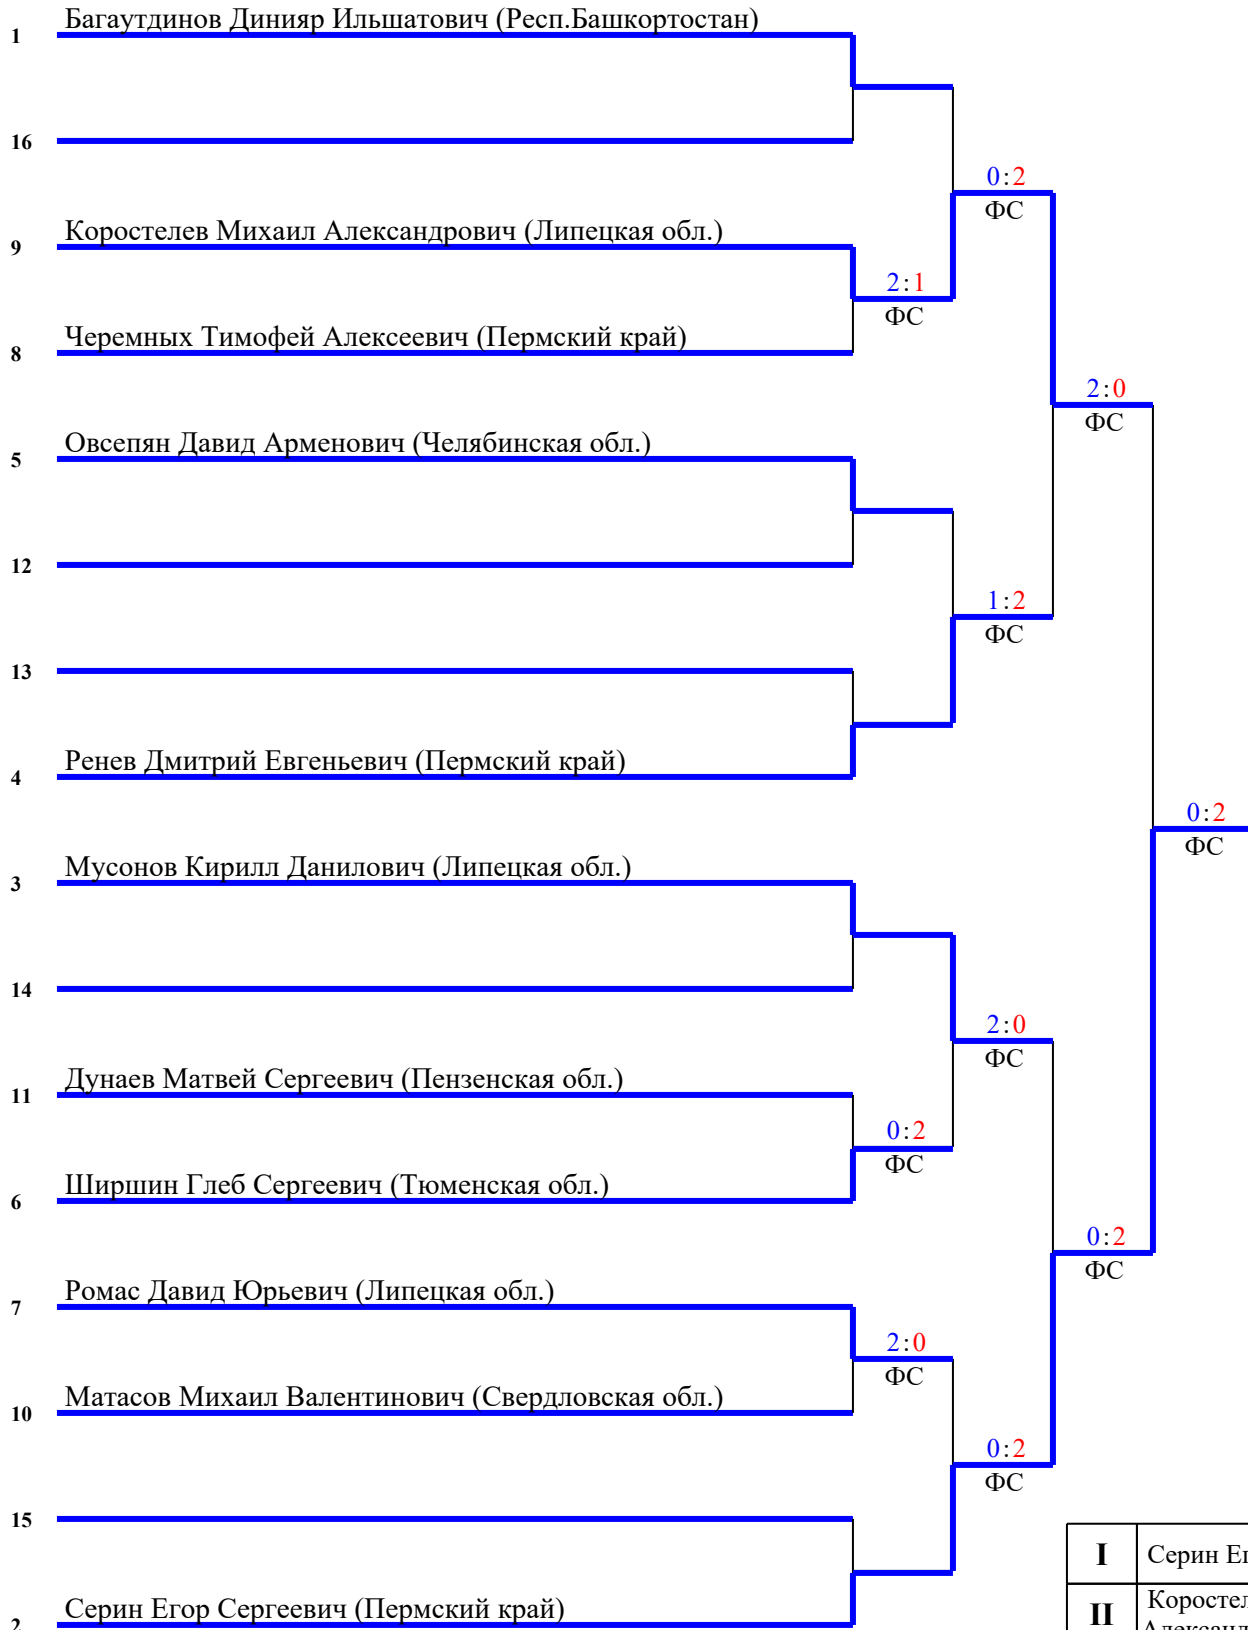 Багаутдинов Динияр Ильшатович (Респ.Башкортостан)
1
16
0:2
ФС
Коростелев Михаил Александрович (Липецкая обл.)
9
2:1
ФС
Черемных Тимофей Алексеевич (Пермский край)
8
2:0
ФС
Овсепян Давид Арменович (Челябинская обл.)
5
12
1:2
ФС
13
Ренев Дмитрий Евгеньевич (Пермский край)
4
0:2
ФС
Мусонов Кирилл Данилович (Липецкая обл.)
3
14
2:0
ФС
Дунаев Матвей Сергеевич (Пензенская обл.)
11
0:2
ФС
Ширшин Глеб Сергеевич (Тюменская обл.)
6
0:2
ФС
Ромас Давид Юрьевич (Липецкая обл.)
7
2:0
ФС
Матасов Михаил Валентинович (Свердловская обл.)
10
0:2
ФС
15
Серин Егор Сергеевич (Пермский край)
2
I Серин
II